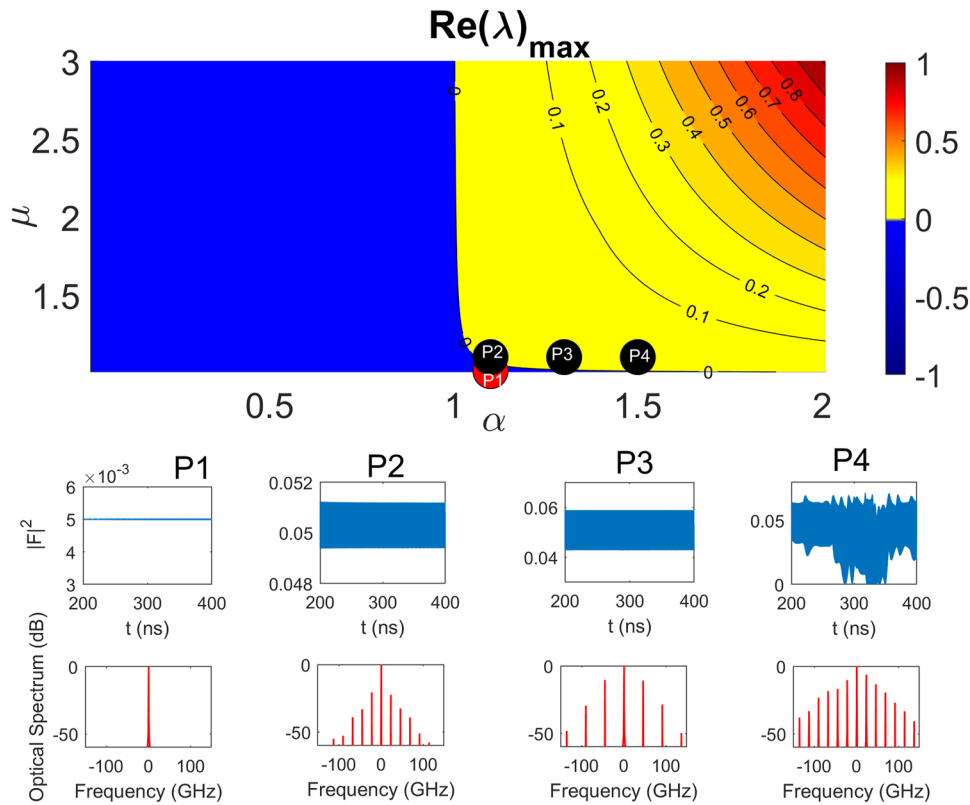 Re(λ)max
3
2.5
2
1.5
μ
0 0.1 0.2 0.3 0.4 0.5 0.6 0.7 0.8
0.2
0.1
0 0
P2 P3 P4
P1
0.5 1 1.5 2
α
1
0.5
0
-0.5
-1
P1 P2 P3 P4
×10⁻³
6
5
4
3
|F|²
200 300 400
t (ns)
0.052
0.05
0.048
200 300 400
t (ns)
0.06
0.04
200 300 400
t (ns)
0.05
0
200 300 400
t (ns)
Optical Spectrum (dB)
0
-50
-100 0 100
Frequency (GHz)
0
-50
-100 0 100
Frequency (GHz)
0
-50
-100 0 100
Frequency (GHz)
0
-50
-100 0 100
Frequency (GHz)